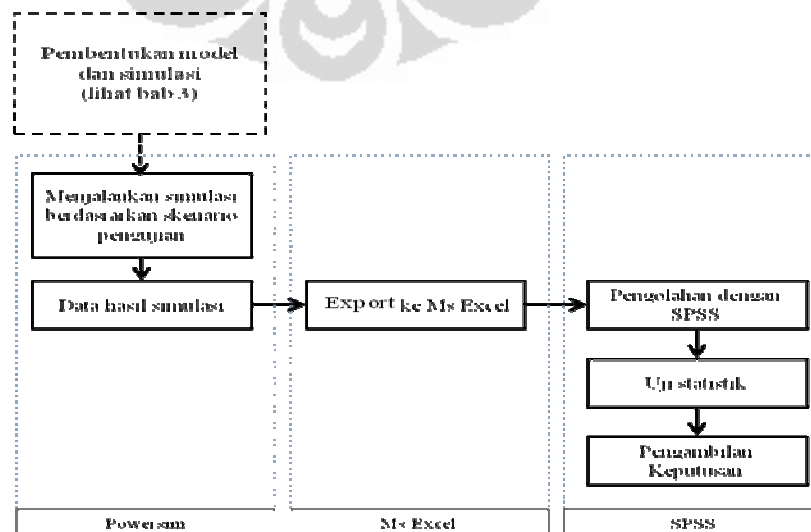 Pembentukan model
dan simulasi
(lihat bab 3)
Menjalankan simulasi
berdasarkan skenario
pengujian
Data hasil simulasi
Export ke Ms Excel
Pengolahan dengan
SPSS
Uji statistik
Pengambilan
Keputusan
Powersim
Ms Excel
SPSS